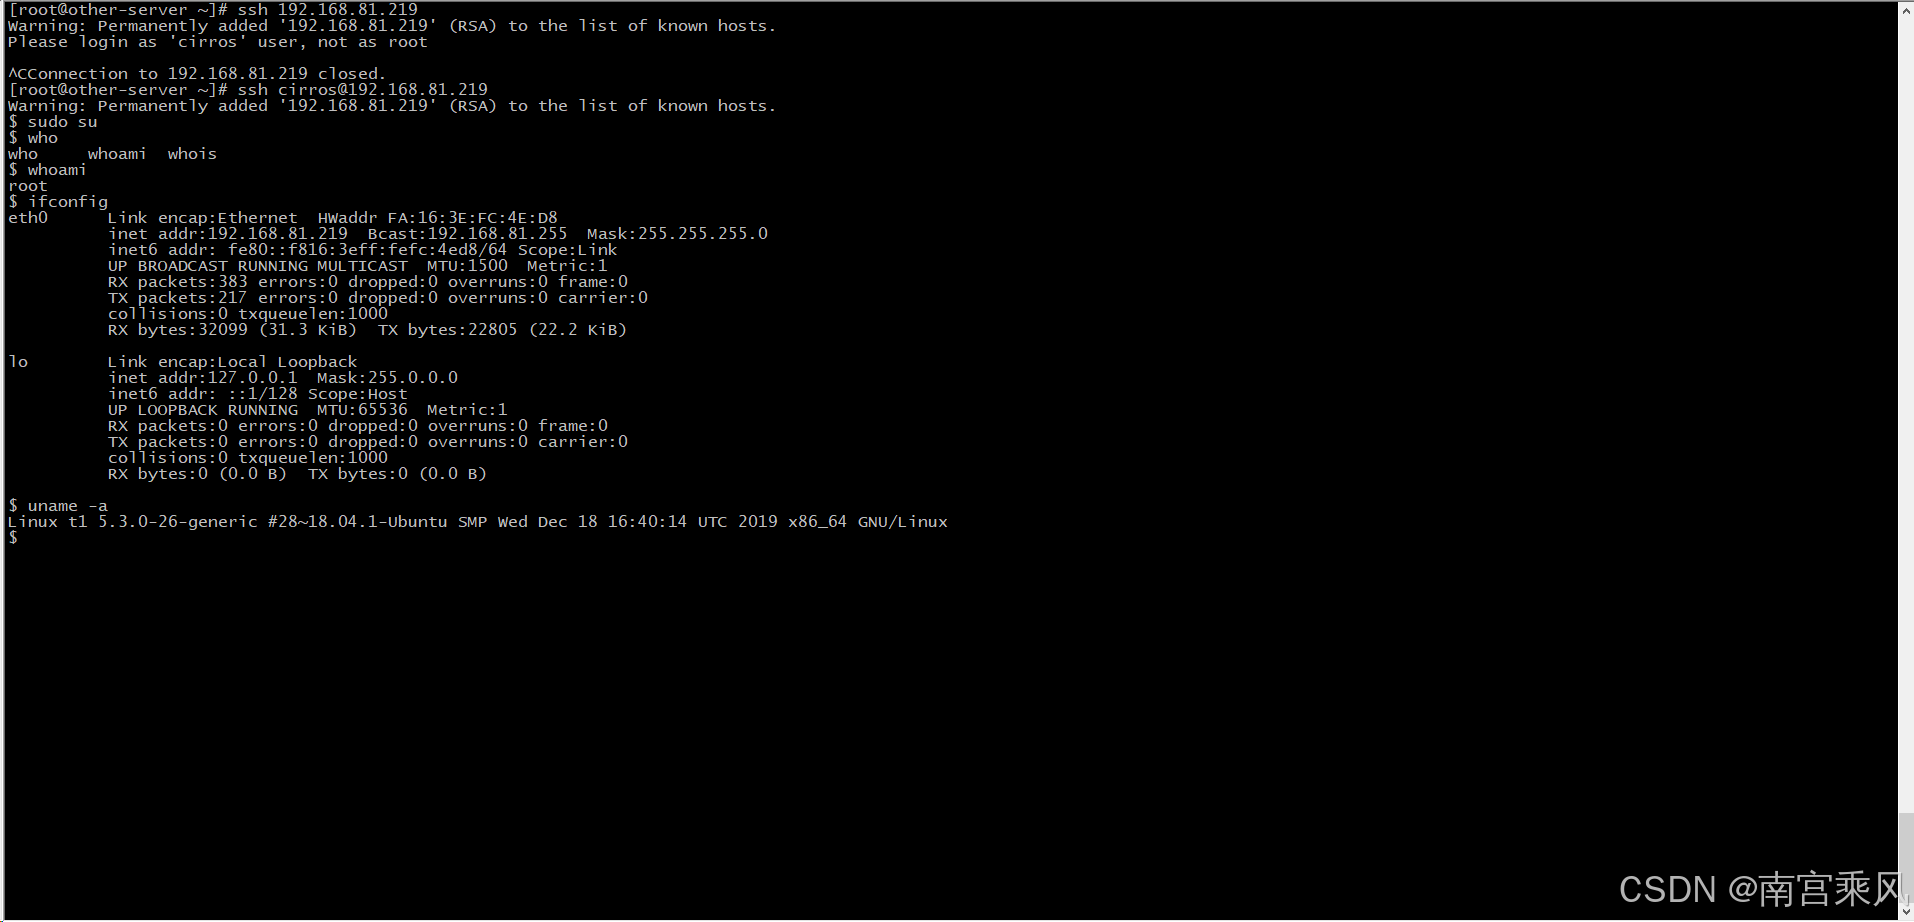 [root@other-server ~]# ssh 192.168.81.219
Warning: Permanently added '192.168.81.219' (RSA) to the list of known hosts.
Please login as 'cirros' user, not as root
^CConnection to 192.168.81.219 closed.
[root@other-server ~]# ssh cirros@192.168.81.219
Warning: Permanently added '192.168.81.219' (RSA) to the list of known hosts.
$ sudo su
$ who
who     whoami  whois
$ whoami
root
$ ifconfig
eth0      Link encap:Ethernet  HWaddr FA:16:3E:FC:4E:D8
          inet addr:192.168.81.219  Bcast:192.168.81.255  Mask:255.255.255.0
          inet6 addr: fe80::f816:3eff:fefc:4ed8/64 Scope:Link
          UP BROADCAST RUNNING MULTICAST  MTU:1500  Metric:1
          RX packets:383 errors:0 dropped:0 overruns:0 frame:0
          TX packets:217 errors:0 dropped:0 overruns:0 carrier:0
          collisions:0 txqueuelen:1000
          RX bytes:32099 (31.3 KiB)  TX bytes:22805 (22.2 KiB)
lo        Link encap:Local Loopback
          inet addr:127.0.0.1  Mask:255.0.0.0
          inet6 addr: ::1/128 Scope:Host
          UP LOOPBACK RUNNING  MTU:65536  Metric:1
          RX packets:0 errors:0 dropped:0 overruns:0 frame:0
          TX packets:0 errors:0 dropped:0 overruns:0 carrier:0
          collisions:0 txqueuelen:1000
          RX bytes:0 (0.0 B)  TX bytes:0 (0.0 B)
$ uname -a
Linux t1 5.3.0-26-generic #28~18.04.1-Ubuntu SMP Wed Dec 18 16:40:14 UTC 2019 x86_64 GNU/Linux
$
CSDN @南宫乘风